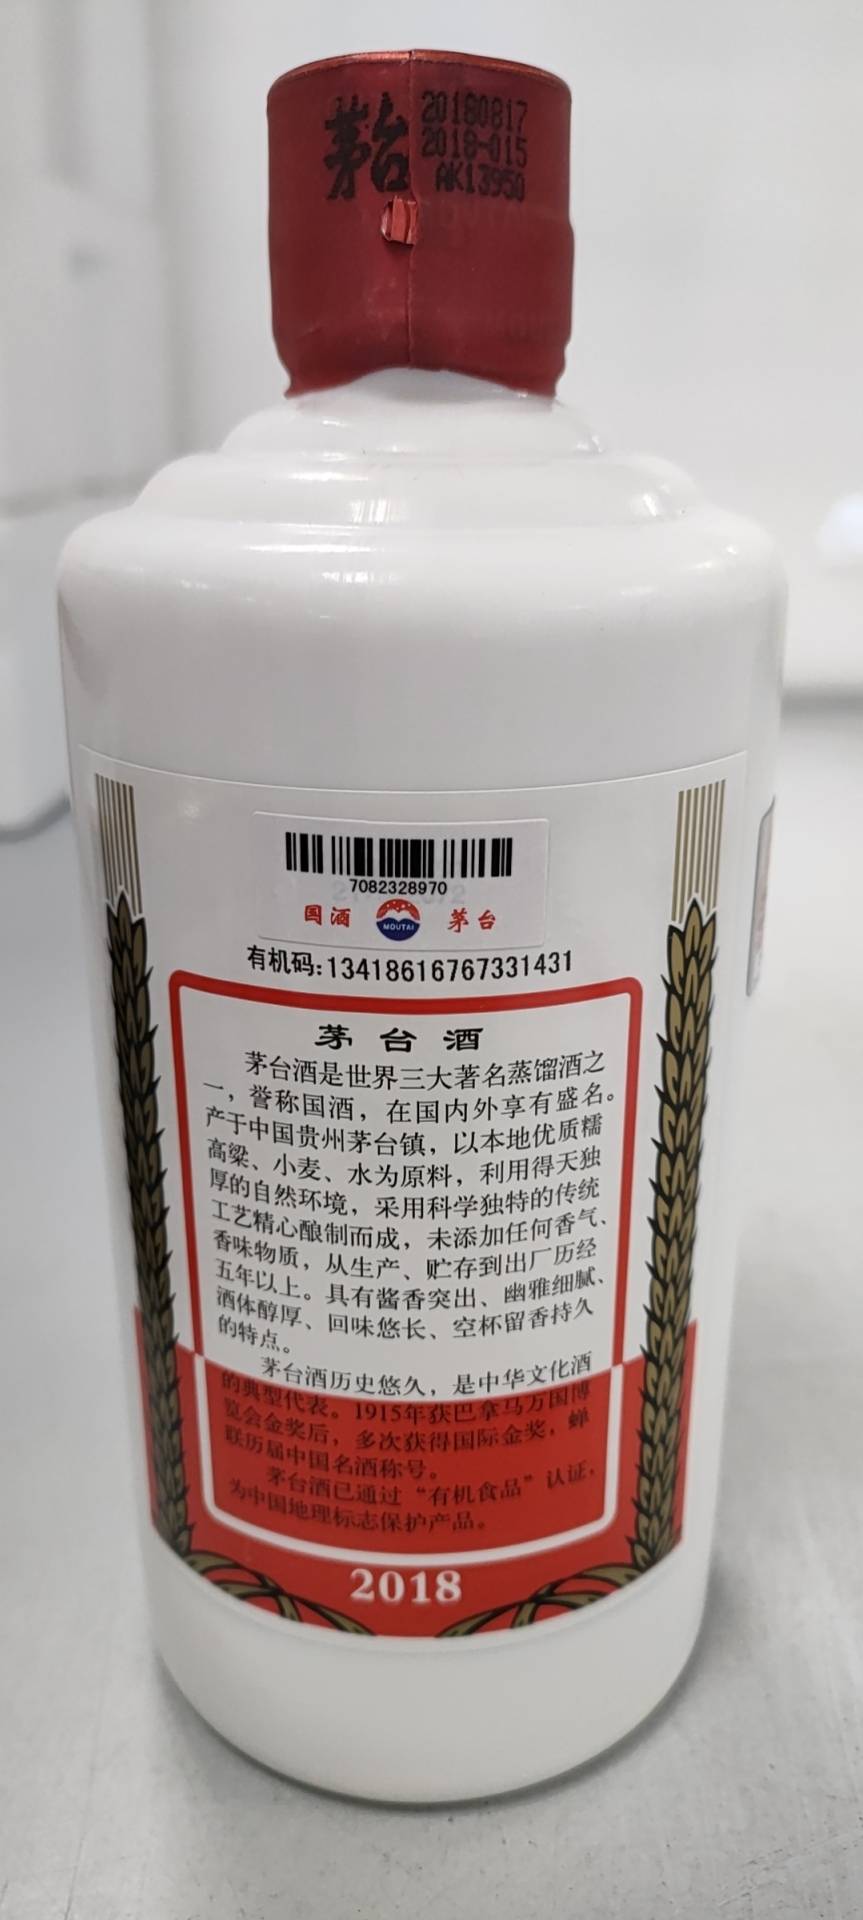 茅台
20180817
2018-015
AK13950
7082328970
国酒 MOUTAI 茅台
有机码:13418616767331431
茅台酒
茅台酒是世界三大著名蒸馏酒之
一，誉称国酒，在国内外享有盛名。
产于中国贵州茅台镇，以本地优质糯
高粱、小麦、水为原料，利用得天独
厚的自然环境，采用科学独特的传统
工艺精心酿制而成，未添加任何香气、
香味物质，从生产、贮存到出厂历经
五年以上。具有酱香突出、幽雅细腻、
酒体醇厚、回味悠长、空杯留香持久
的特点。
茅台酒历史悠久，是中华文化酒
的典型代表。1915年获巴拿马万国博
览会金奖后，多次获得国际金奖，蝉
联历届中国名酒称号。
茅台酒已通过“有机食品”认证，
为中国地理标志保护产品。
2018